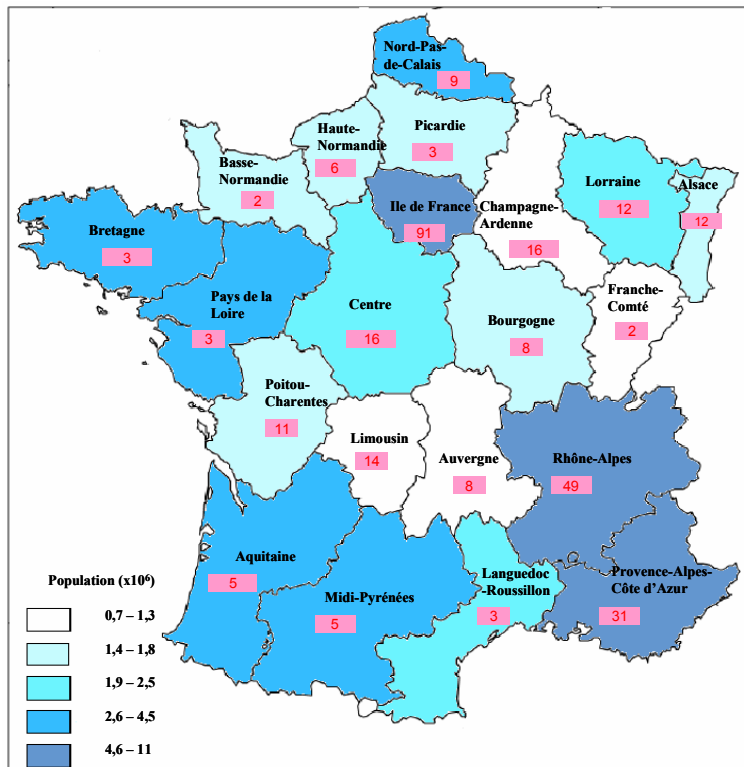 Nord-Pas-
de-Calais
9
Haute-
Normandie
6
Picardie
3
Basse-
Normandie
2
Ile de France
91
Champagne-
Ardenne
16
Lorraine
12
Alsace
12
Bretagne
3
Pays de la
Loire
3
Centre
16
Bourgogne
8
Franche-
Comté
2
Poitou-
Charentes
11
Limousin
14
Auvergne
8
Rhône-Alpes
49
Aquitaine
5
Midi-Pyrénées
5
Languedoc
-Roussillon
3
Provence-Alpes-
Côte d’Azur
31
Population (x10⁶)
0,7 – 1,3
1,4 – 1,8
1,9 – 2,5
2,6 – 4,5
4,6 – 11